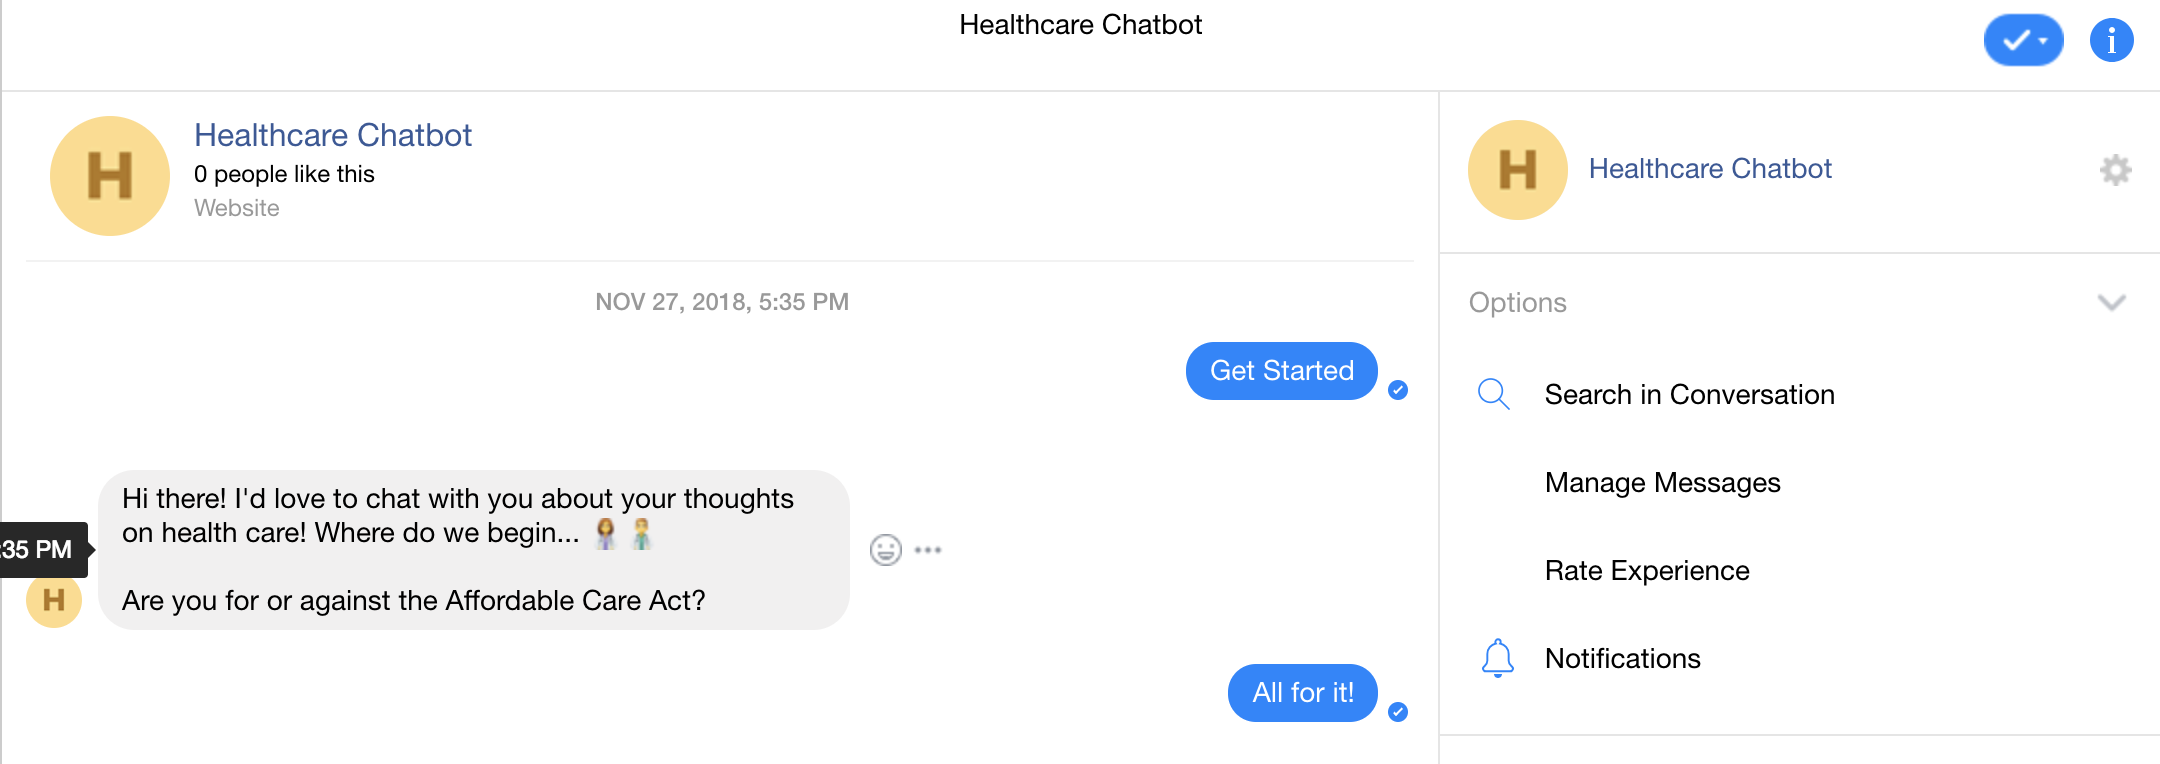 Healthcare Chatbot
H
Healthcare Chatbot
0 people like this
Website
NOV 27, 2018, 5:35 PM
Get Started
Hi there! I'd love to chat with you about your thoughts
on health care! Where do we begin... 
Are you for or against the Affordable Care Act?
:35 PM
H
All for it!
H
Healthcare Chatbot
Options
Search in Conversation
Manage Messages
Rate Experience
Notifications